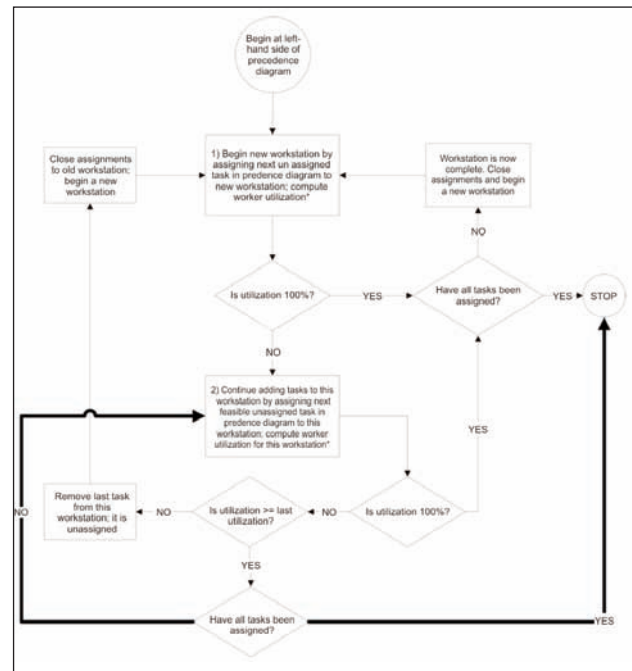 Begin at left-
hand side of
precedence
diagram
Close assignments
to old workstation;
begin a new
workstation
1) Begin new workstation by
assigning next un assigned
task in predence diagram to
new workstation; compute
worker utilization*
Workstation is now
complete. Close
assignments and begin
a new workstation
NO
Is utilization 100%?
YES
Have all tasks been
assigned?
YES
STOP
NO
2) Continue adding tasks to this
workstation by assigning next
feasible unassigned task in
predence diagram to this
workstation; compute worker
utilization for this workstation*
YES
NO
Remove last task
from this
workstation; it is
unassigned
NO
Is utilization >= last
utilization?
NO
Is utilization 100%?
YES
Have all tasks been
assigned?
YES